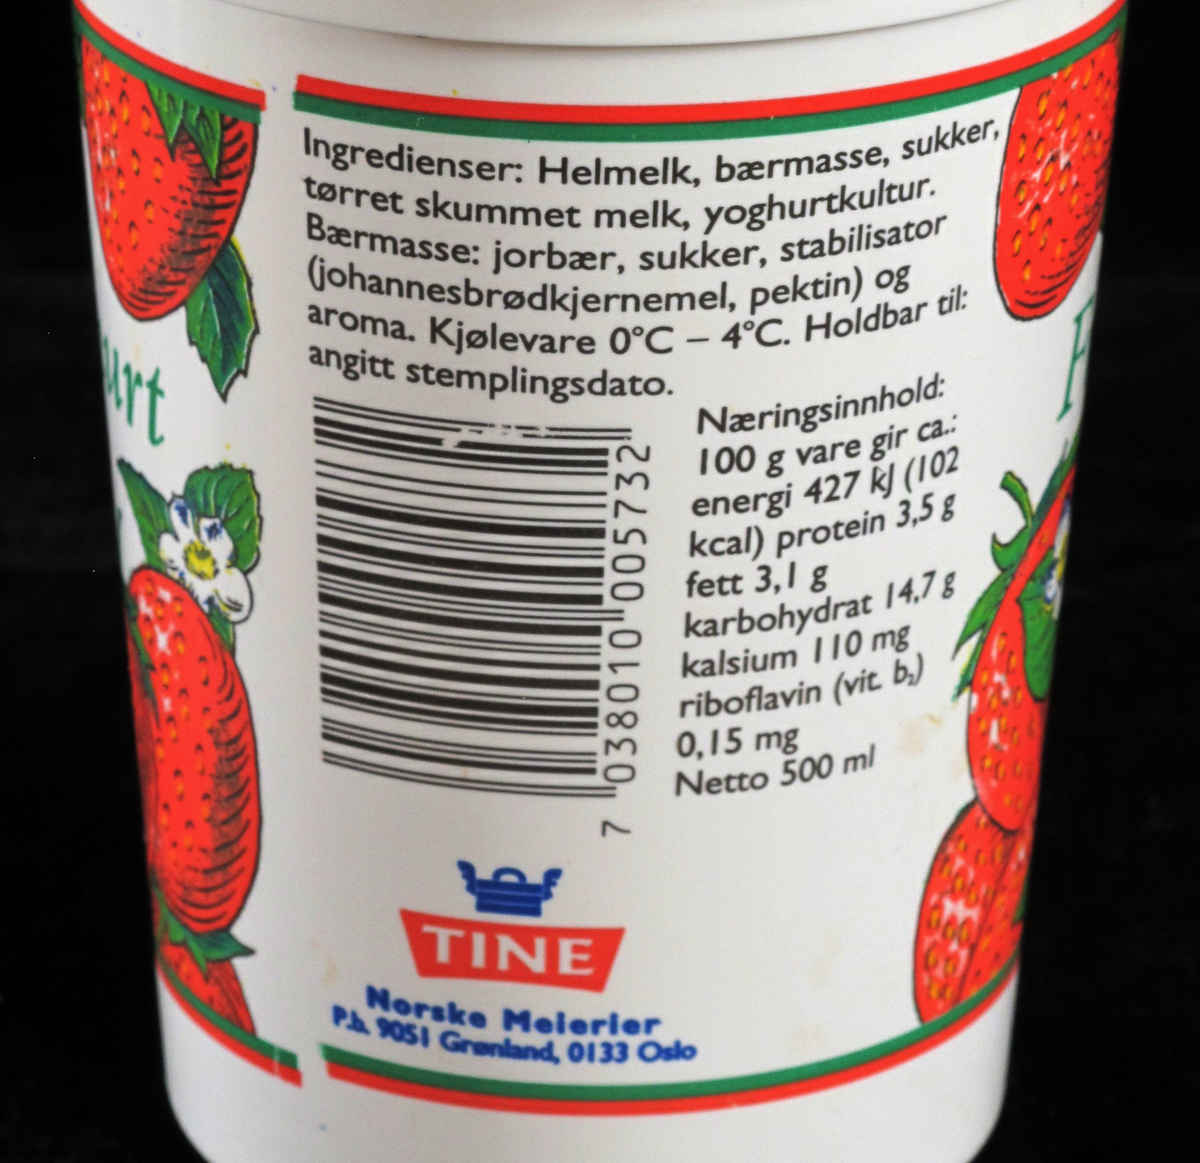 Ingredienser: Helmelk, bærmasse, sukker,
tørret skummet melk, yoghurtkultur.
Bærmasse: jorbær, sukker, stabilisator
(johannesbrødkjernemel, pektin) og
aroma. Kjølevare 0°C – 4°C. Holdbar til:
angitt stemplingsdato.
Næringsinnhold:
100 g vare gir ca.:
energi 427 kJ (102
kcal) protein 3,5 g
fett 3,1 g
karbohydrat 14,7 g
kalsium 110 mg
riboflavin (vit. b₂)
0,15 mg
Netto 500 ml
7 038010 005732
TINE
Norske Meierier
P.b. 9051 Grønland, 0133 Oslo
urt
F